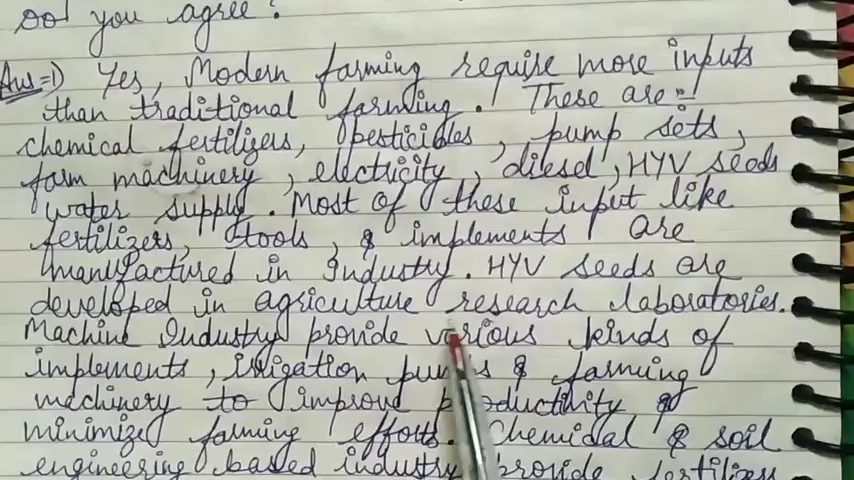 Do you agree?
Ans=1) Yes, Modern farming require more inputs
than traditional farming. These are:-
chemical fertilizers, pesticides, pump sets,
farm machinery, electricity, diesel, HYV seeds
water supply. Most of these input like
fertilizers, tools, & implements are
manufactured in Industry. HYV seeds are
developed in agriculture research laboratories.
Machine Industry provide various kinds of
implements, irrigation & farming
machinery to improve productivity &
minimize farming efforts. Chemical & soil
engineering based industry provide fertilizers